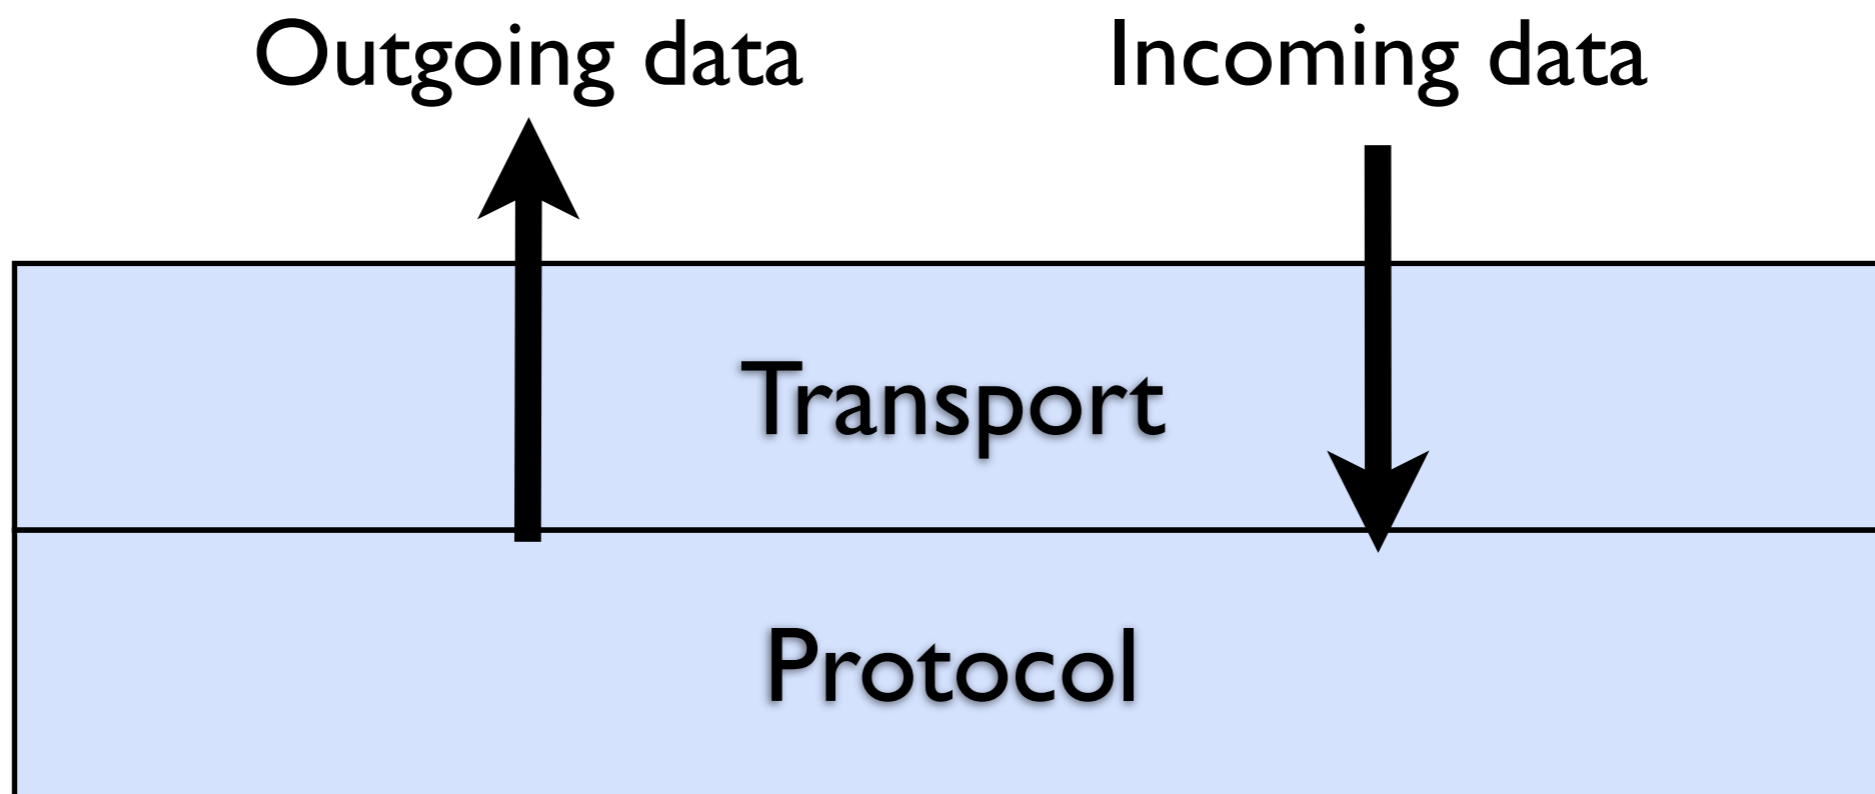 Outgoing data
Incoming data
Transport
Protocol